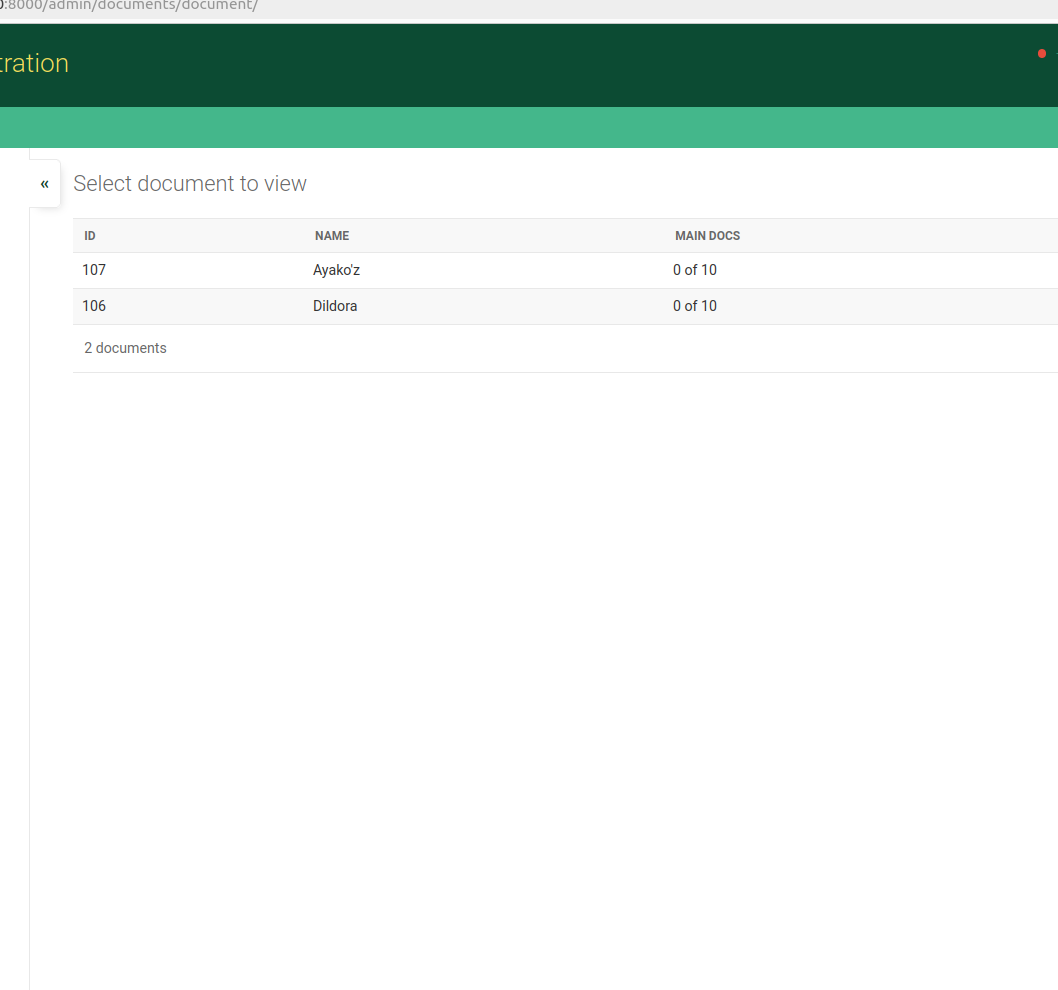 :8000/admin/documents/document/
tration
« Select document to view
ID NAME MAIN DOCS
107 Ayako'z 0 of 10
106 Dildora 0 of 10
2 documents